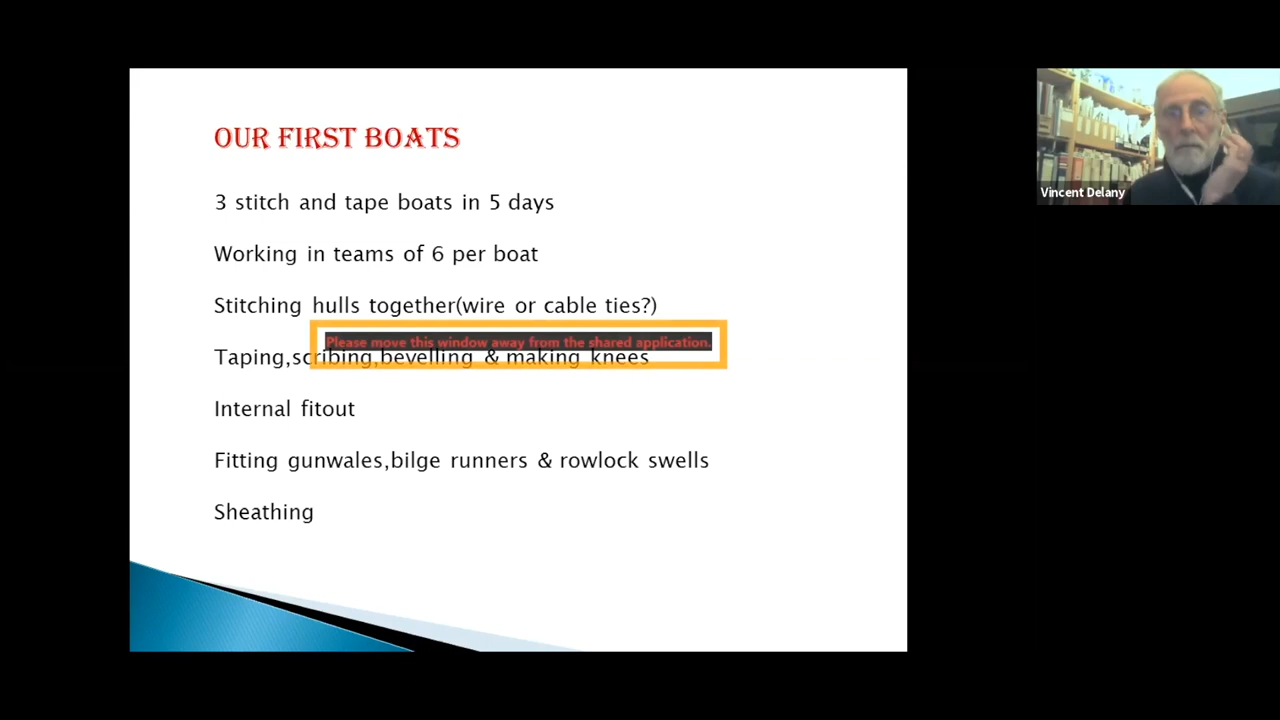 OUR FIRST BOATS
3 stitch and tape boats in 5 days
Working in teams of 6 per boat
Stitching hulls together(wire or cable ties?)
Please move this window away from the shared application.
Taping,scribing,bevelling & making knees
Internal fitout
Fitting gunwales,bilge runners & rowlock swells
Sheathing
Vincent Delany